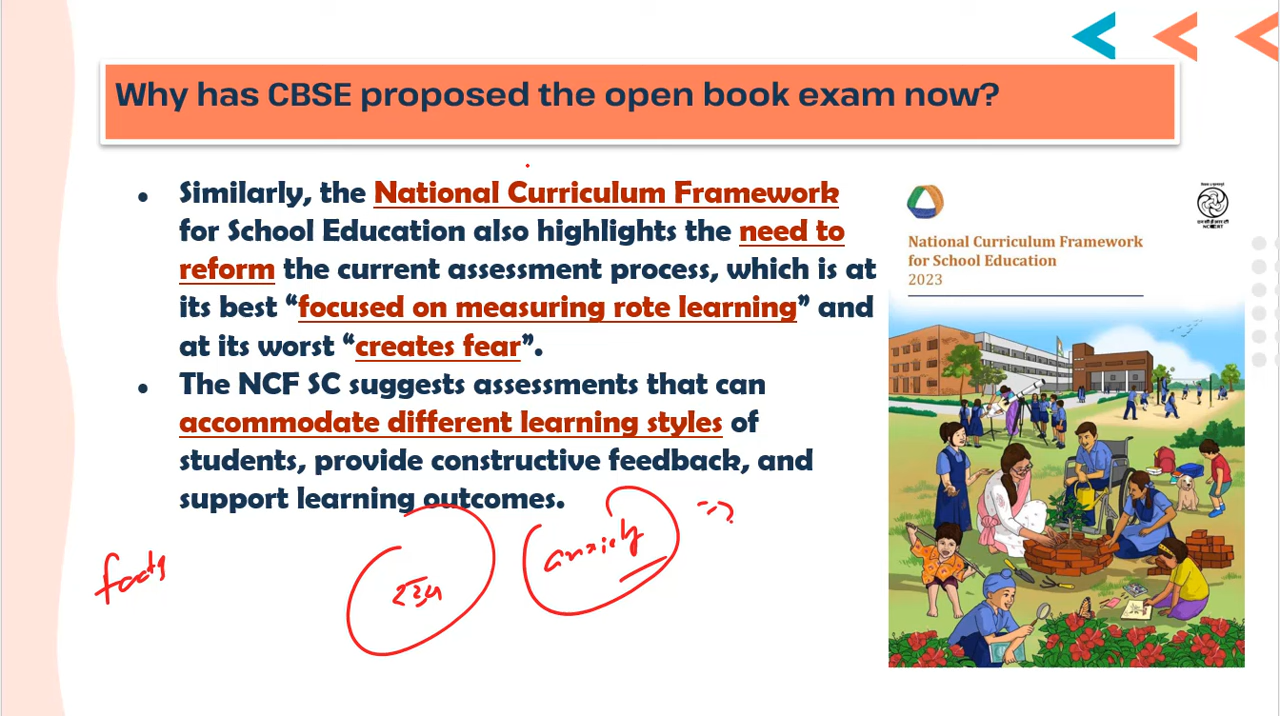 Why has CBSE proposed the open book exam now?
• Similarly, the National Curriculum Framework
for School Education also highlights the need to
reform the current assessment process, which is at
its best “focused on measuring rote learning” and
at its worst “creates fear”.
• The NCF SC suggests assessments that can
accommodate different learning styles of
students, provide constructive feedback, and
support learning outcomes.
National Curriculum Framework
for School Education
2023
facts
anxiety